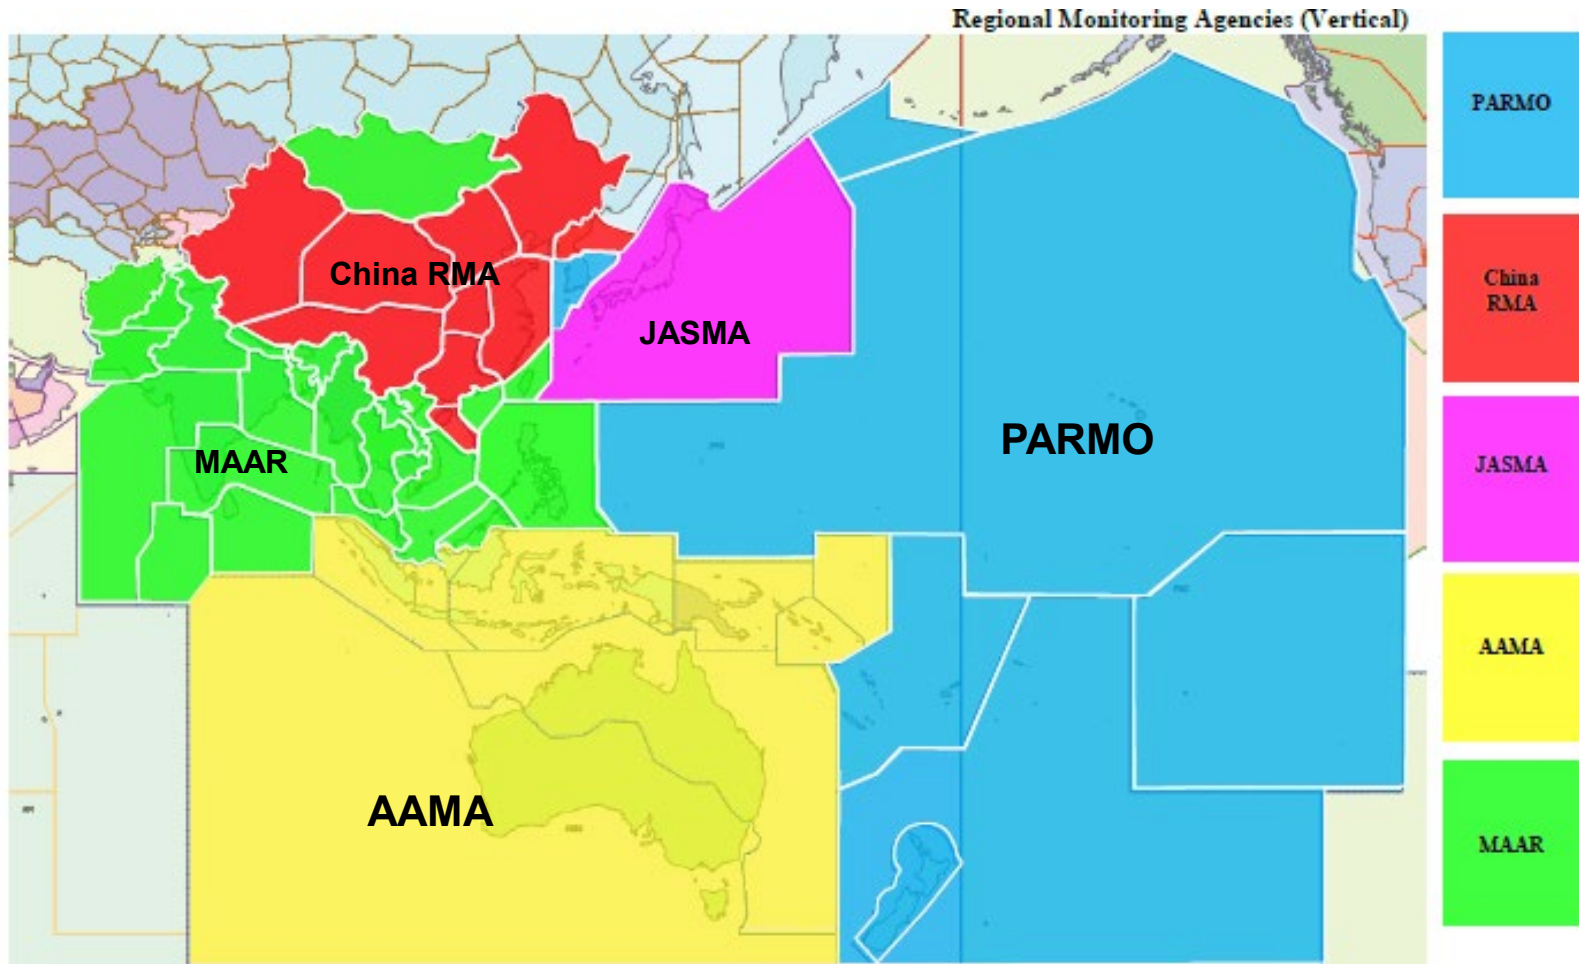 Regional Monitoring Agencies (Vertical)
PARMO
China
RMA
JASMA
AAMA
MAAR
China RMA
JASMA
PARMO
MAAR
AAMA